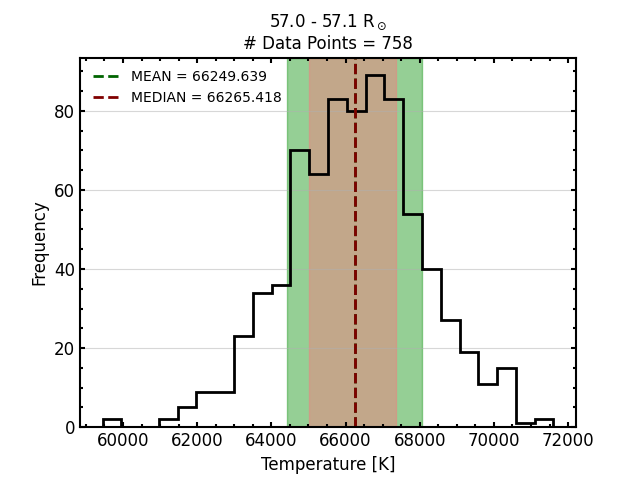 57.0 - 57.1 R⊙
# Data Points = 758
MEAN = 66249.639
MEDIAN = 66265.418
Frequency
80
60
40
20
0
60000 62000 64000 66000 68000 70000 72000
Temperature [K]